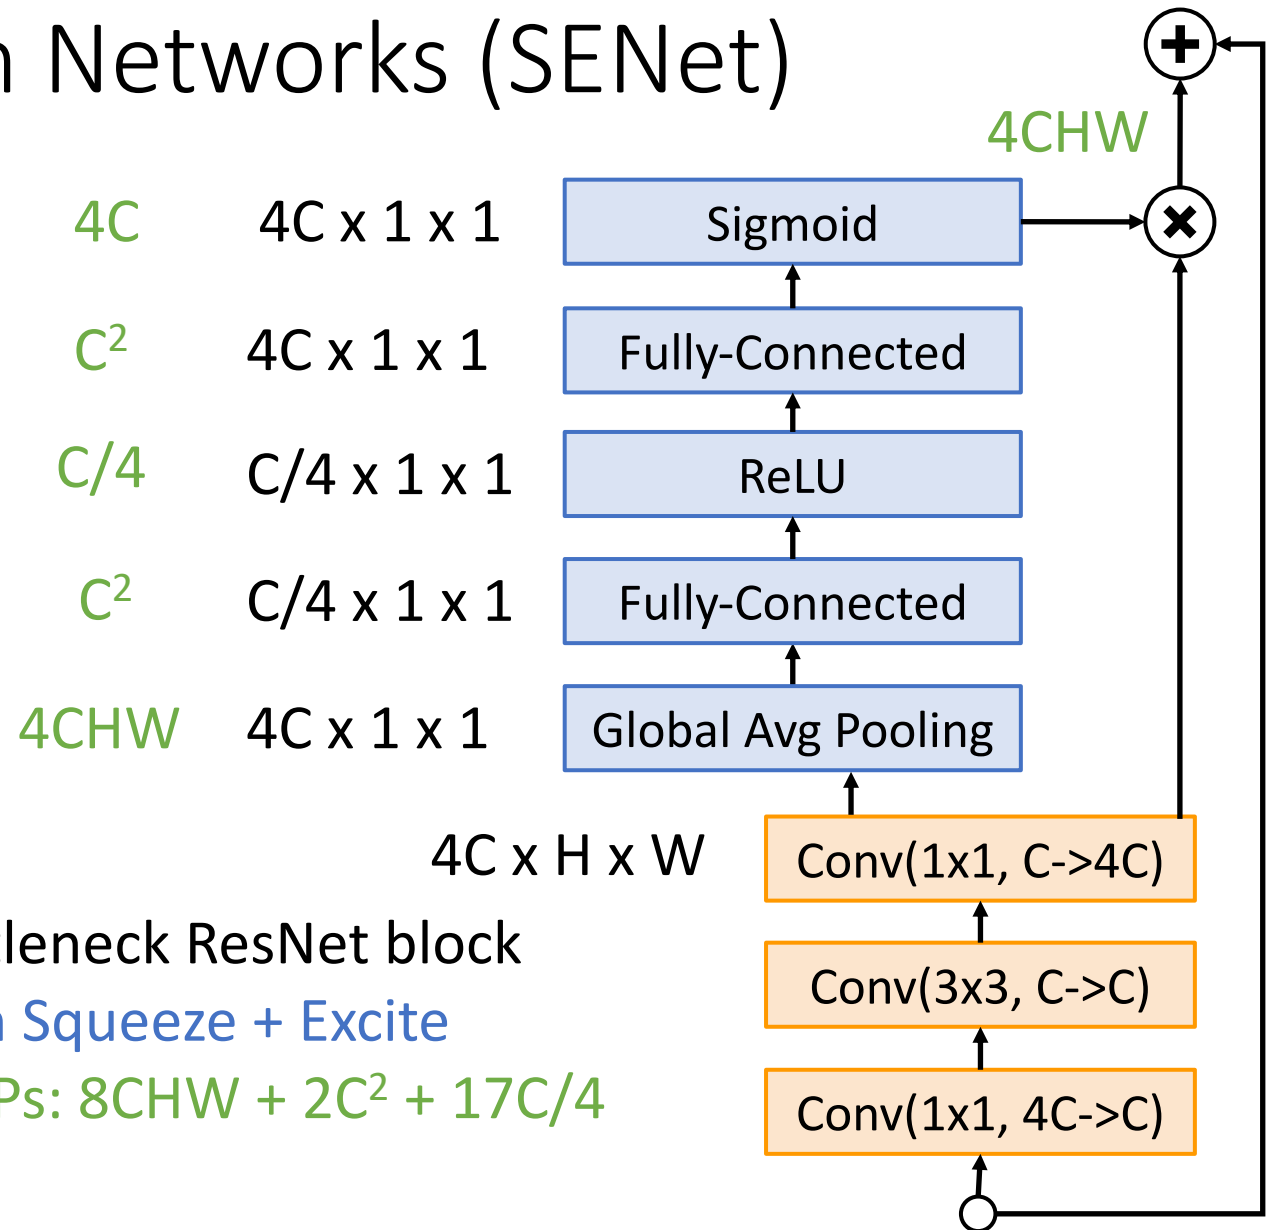 n Networks (SENet)
4CHW
4C 4C x 1 x 1 Sigmoid
C² 4C x 1 x 1 Fully-Connected
C/4 C/4 x 1 x 1 ReLU
C² C/4 x 1 x 1 Fully-Connected
4CHW 4C x 1 x 1 Global Avg Pooling
4C x H x W Conv(1x1, C->4C)
tleneck ResNet block
Conv(3x3, C->C)
n Squeeze + Excite
Ps: 8CHW + 2C² + 17C/4
Conv(1x1, 4C->C)